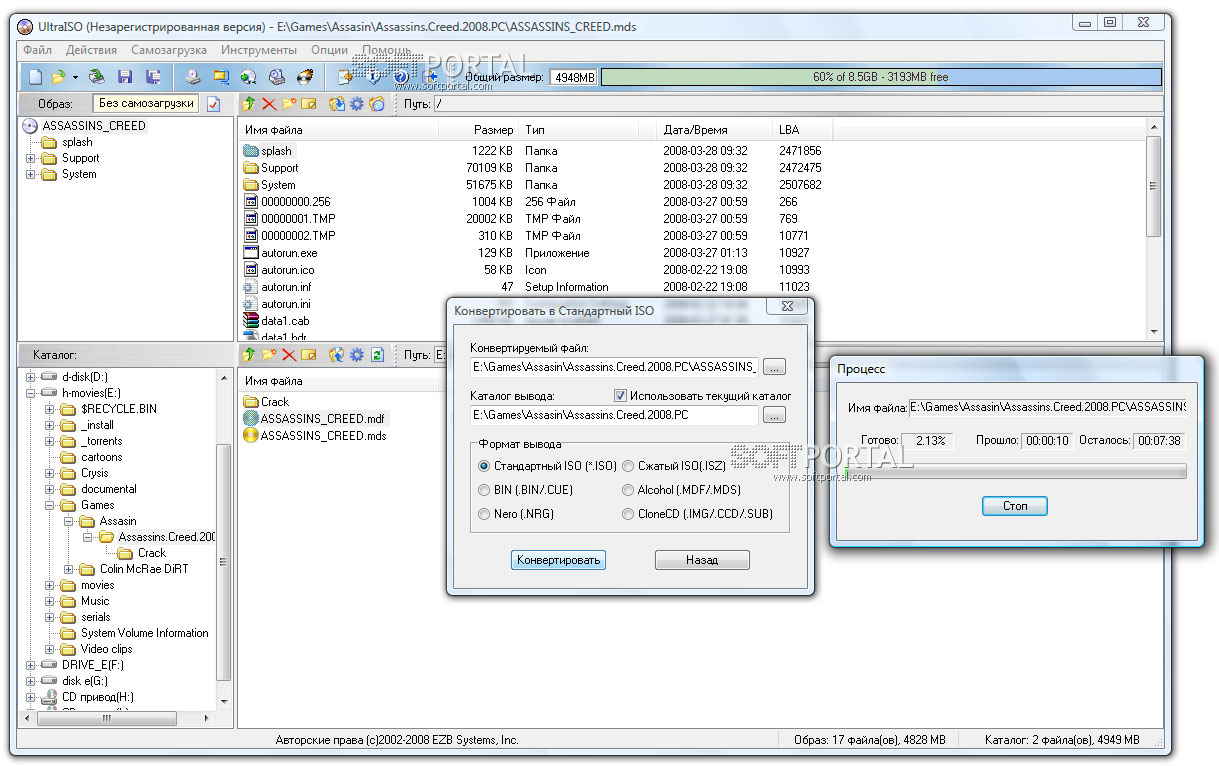 UltraISO (Незарегистрированная версия) - E:\Games\Assasin\Assassins.Creed.2008.PC\ASSASSINS_CREED.mds
Файл Действия Самозагрузка Инструменты Опции Помощь
Общий размер: 4948MB 60% of 8.5GB - 3193MB free
SOFTPORTAL
www.softportal.com
Образ: Без самозагрузки Путь: /
ASSASSINS_CREED
splash
Support
System
Имя файла Размер Тип Дата/Время LBA
splash 1222 KB Папка 2008-03-28 09:32 2471856
Support 70109 KB Папка 2008-03-28 09:32 2472475
System 51675 KB Папка 2008-03-28 09:32 2507682
00000000.256 1004 KB 256 Файл 2008-03-27 00:59 266
00000001.TMP 20002 KB TMP Файл 2008-03-27 00:59 769
00000002.TMP 310 KB TMP Файл 2008-03-27 00:59 10771
autorun.exe 129 KB Приложение 2008-03-27 01:13 10927
autorun.ico 58 KB Icon 2008-02-22 19:08 10993
autorun.inf 47 Setup Information 2008-02-22 19:08 11023
autorun.ini
data1.cab
data1.hdr
Каталог: Путь: E:
d-disk(D:)
h-movies(E:)
$RECYCLE.BIN
_install
_torrents
cartoons
Crysis
documental
Games
Assasin
Assassins.Creed.200
Crack
Colin McRae DiRT
movies
Music
serials
System Volume Information
Video clips
DRIVE_E(F:)
disk e(G:)
CD привод(H:)
Имя файла
Crack
ASSASSINS_CREED.mdf
ASSASSINS_CREED.mds
Конвертировать в Стандартный ISO
Конвертируемый файл:
E:\Games\Assasin\Assassins.Creed.2008.PC\ASSASSINS_ ...
Каталог вывода: Использовать текущий каталог
E:\Games\Assasin\Assassins.Creed.2008.PC ...
Формат вывода
Стандартный ISO (*.ISO) Сжатый ISO(.ISZ)
BIN (.BIN/.CUE) Alcohol (.MDF/.MDS)
Nero (.NRG) CloneCD (.IMG/.CCD/.SUB)
Конвертировать Назад
Процесс
Имя файла: E:\Games\Assasin\Assassins.Creed.2008.PC\ASSASSINS
Готово: 2.13% Прошло: 00:00:10 Осталось: 00:07:38
SOFTPORTAL
www.softportal.com
Стоп
Авторские права (c)2002-2008 EZB Systems, Inc. Образ: 17 файла(ов), 4828 MB Каталог: 2 файла(ов), 4949 MB